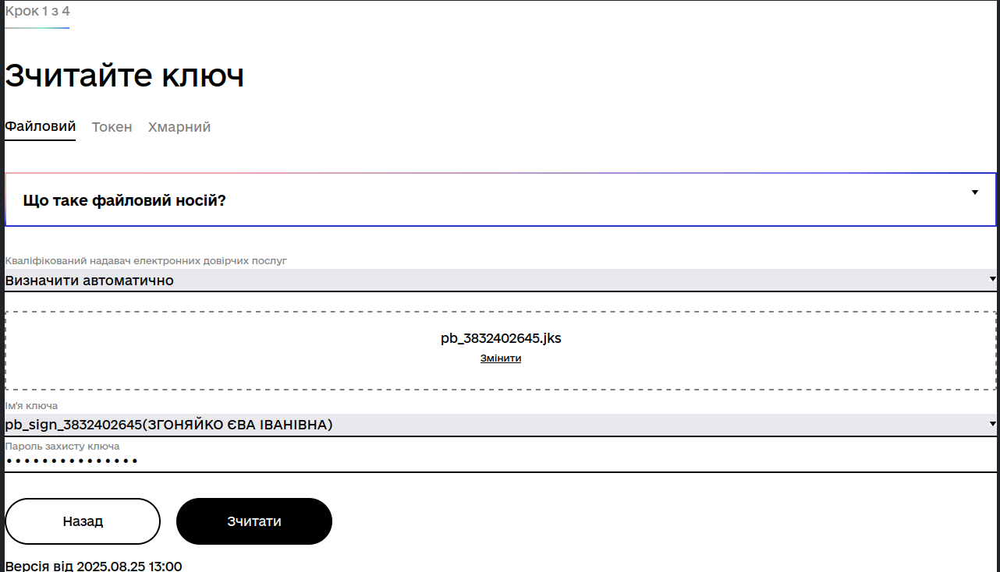 Крок 1 з 4
Зчитайте ключ
Файловий Токен Хмарний
Що таке файловий носій?
Кваліфікований надавач електронних довірчих послуг
Визначити автоматично
pb_3832402645.jks
Змінити
Ім'я ключа
pb_sign_3832402645(ЗГОНЯЙКО ЄВА ІВАНІВНА)
Пароль захисту ключа
•••••••••••••••
Назад Зчитати
Версія від 2025.08.25 13:00